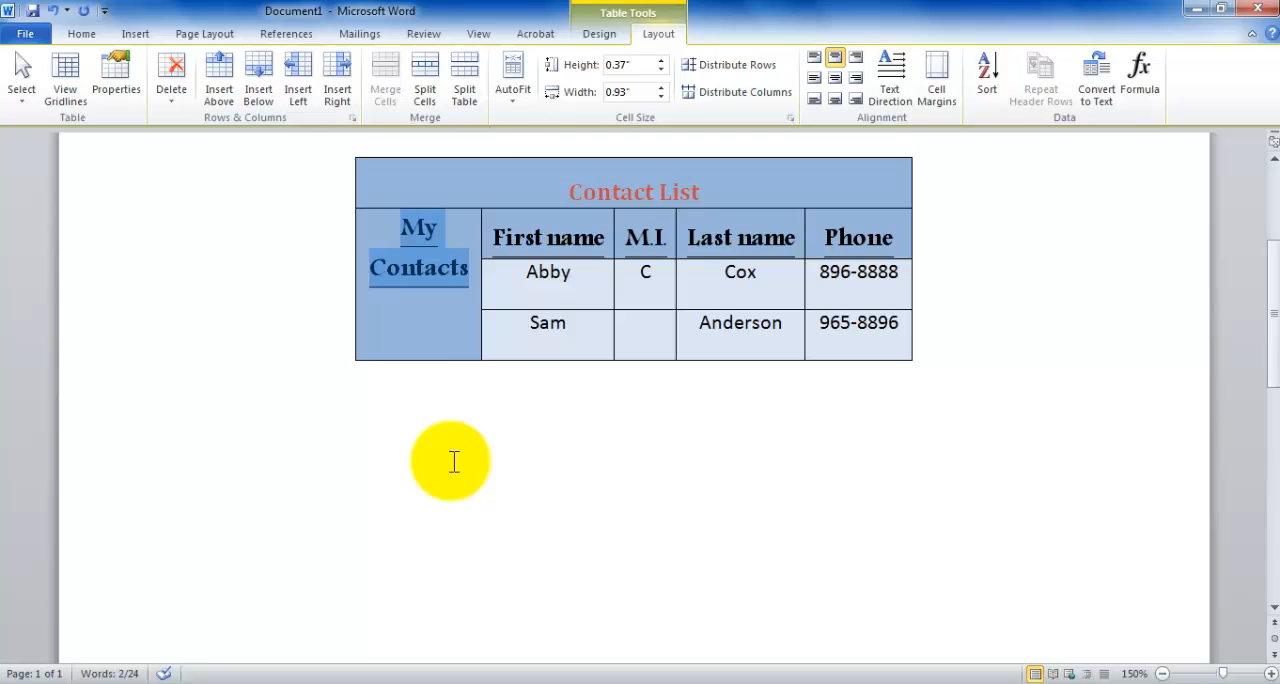 Document1 - Microsoft Word
Table Tools
File Home Insert Page Layout References Mailings Review View Acrobat Design Layout
Select
View Gridlines
Properties
Table
Delete
Insert Above
Insert Below
Insert Left
Insert Right
Rows & Columns
Merge Cells
Split Cells
Split Table
Merge
AutoFit
Height: 0.37"
Width: 0.93"
Distribute Rows
Distribute Columns
Cell Size
Text Direction
Cell Margins
Alignment
Sort
Repeat Header Rows
Convert to Text
Formula
Data
Contact List
My Contacts
First name M.I. Last name Phone
Abby C Cox 896-8888
Sam Anderson 965-8896
Page: 1 of 1 Words: 2/24 150%